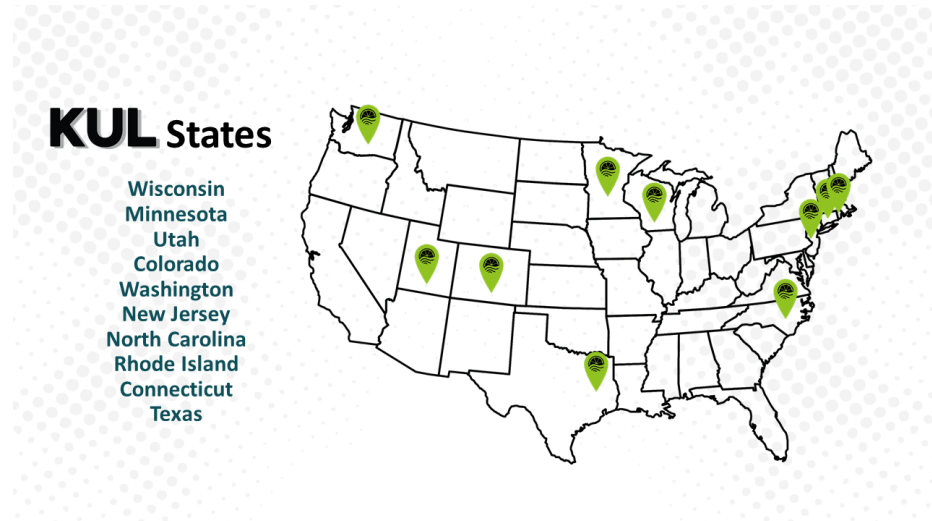 KUL States
Wisconsin
Minnesota
Utah
Colorado
Washington
New Jersey
North Carolina
Rhode Island
Connecticut
Texas